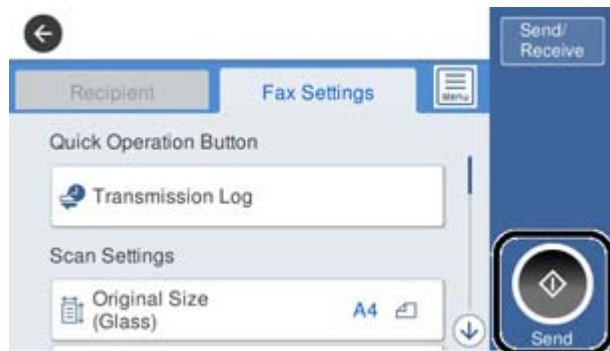 Send/
Receive
Recipient
Fax Settings
Menu
Quick Operation Button
Transmission Log
Scan Settings
Original Size
(Glass)
A4
Send